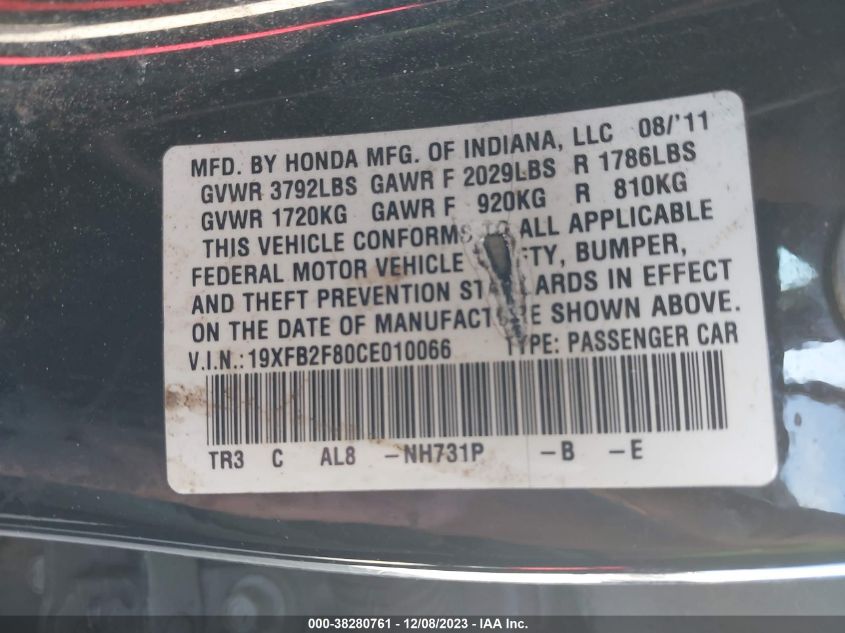 MFD. BY HONDA MFG. OF INDIANA, LLC 08/'11
GVWR 3792LBS GAWR F 2029LBS R 1786LBS
GVWR 1720KG GAWR F 920KG R 810KG
THIS VEHICLE CONFORMS TO ALL APPLICABLE
FEDERAL MOTOR VEHICLE TY, BUMPER,
AND THEFT PREVENTION STA ARDS IN EFFECT
ON THE DATE OF MANUFACT E SHOWN ABOVE.
V.I.N.:19XFB2F80CE010066 TYPE: PASSENGER CAR
TR3 C AL8 -NH731P -B -E
000-38280761 - 12/08/2023 - IAA Inc.